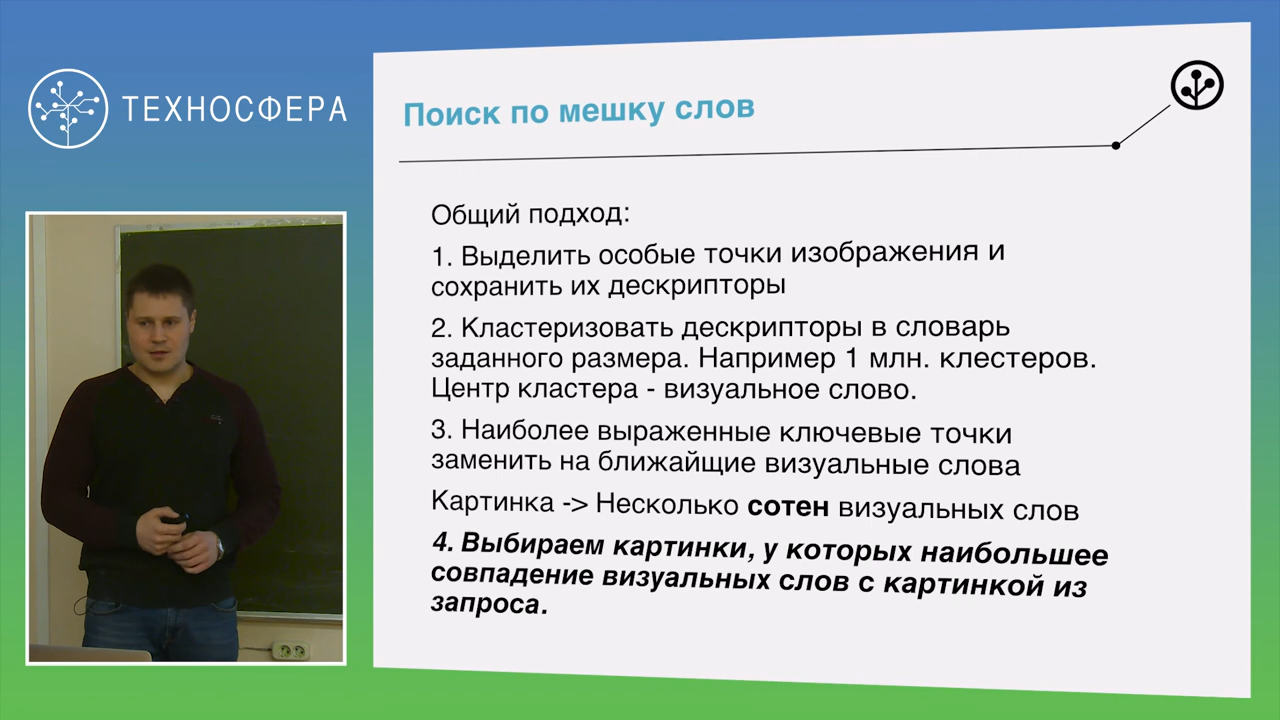 ТЕХНОСФЕРА
Поиск по мешку слов
Общий подход:
1. Выделить особые точки изображения и
сохранить их дескрипторы
2. Кластеризовать дескрипторы в словарь
заданного размера. Например 1 млн. клестеров.
Центр кластера - визуальное слово.
3. Наиболее выраженные ключевые точки
заменить на ближайщие визуальные слова
Картинка -> Несколько сотен визуальных слов
4. Выбираем картинки, у которых наибольшее
совпадение визуальных слов с картинкой из
запроса.